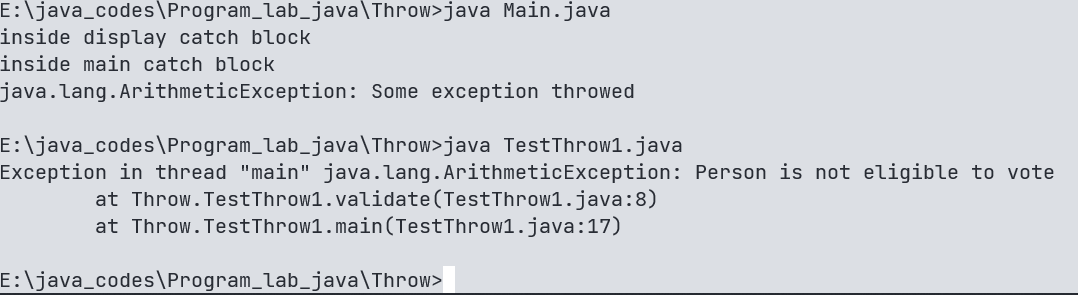 E:\java_codes\Program_lab_java\Throw>java Main.java
inside display catch block
inside main catch block
java.lang.ArithmeticException: Some exception throwed
E:\java_codes\Program_lab_java\Throw>java TestThrow1.java
Exception in thread "main" java.lang.ArithmeticException: Person is not eligible to vote
at Throw.TestThrow1.validate(TestThrow1.java:8)
at Throw.TestThrow1.main(TestThrow1.java:17)
E:\java_codes\Program_lab_java\Throw>